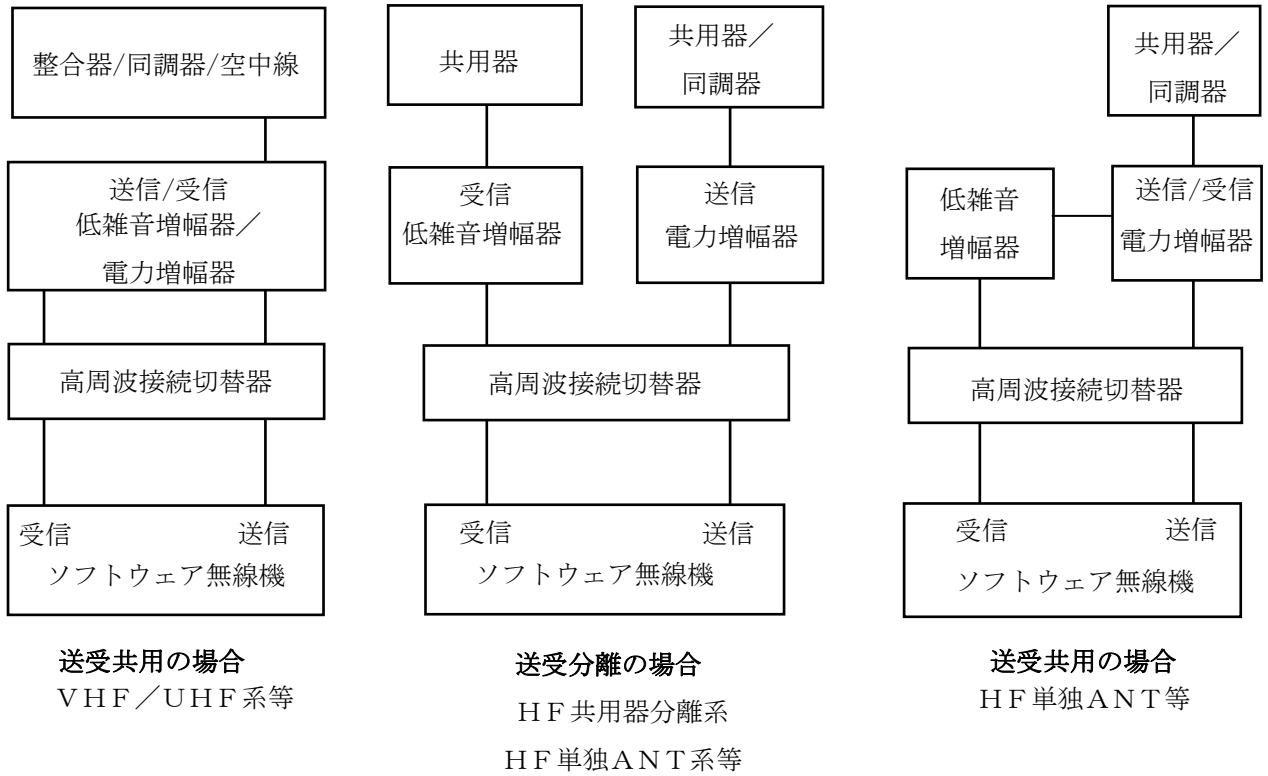 整合器/同調器/空中線
送信/受信
低雑音増幅器／
電力増幅器
高周波接続切替器
受信 送信
ソフトウェア無線機
送受共用の場合
ＶＨＦ／ＵＨＦ系等
共用器
共用器／
同調器
受信
低雑音増幅器
送信
電力増幅器
高周波接続切替器
受信 送信
ソフトウェア無線機
送受分離の場合
ＨＦ共用器分離系
ＨＦ単独ＡＮＴ系等
共用器／
同調器
低雑音
増幅器
送信/受信
電力増幅器
高周波接続切替器
受信 送信
ソフトウェア無線機
送受共用の場合
ＨＦ単独ＡＮＴ等